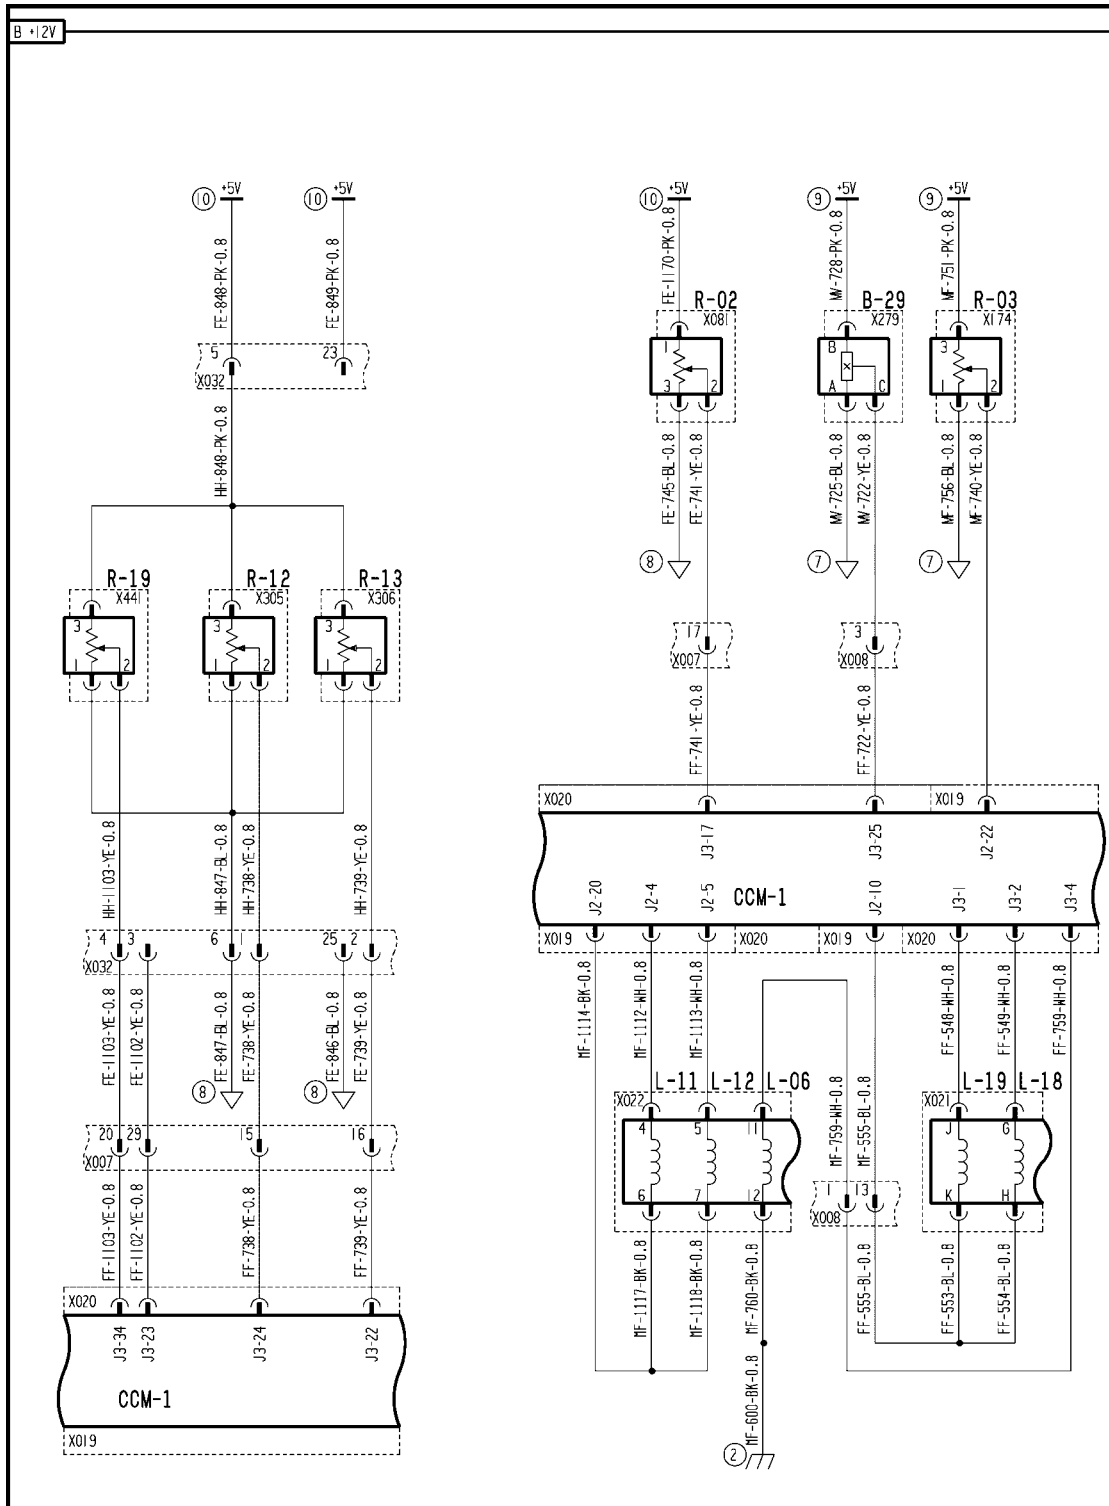 B +12V
10 +5V 10 +5V 10 +5V 9 +5V 9 +5V
FE-848-PK-0.8 FE-849-PK-0.8 FE-1170-PK-0.8 MV-728-PK-0.8 MF-751-PK-0.8
R-02 B-29 R-03
X081 X279 X174
5 23 1 B 3
X032 3 2 A C 1 2
HH-848-PK-0.8 FE-745-BL-0.8 FE-741-YE-0.8 MV-725-BL-0.8 MV-722-YE-0.8 MF-756-BL-0.8 MF-740-YE-0.8
8 7 7
R-19 R-12 R-13
X441 X305 X306
3 3 3 17 3
1 2 1 2 1 2 X007 X008
FF-741-YE-0.8 FF-722-YE-0.8
X020 X019
J3-17 J3-25 J2-22
HH-1103-YE-0.8 HH-847-BL-0.8 HH-738-YE-0.8 HH-739-YE-0.8
CCM-1
J2-20 J2-4 J2-5 J2-10 J3-1 J3-2 J3-4
4 3 6 1 25 2 X019 X020 X019 X020
X032
FE-1103-YE-0.8 FE-1102-YE-0.8 FE-847-BL-0.8 FE-738-YE-0.8 FE-846-BL-0.8 FE-739-YE-0.8
MF-1114-BK-0.8 MF-1112-WH-0.8 MF-1113-WH-0.8 FF-548-WH-0.8 FF-549-WH-0.8 FF-759-WH-0.8
8 8
L-11 L-12 L-06 L-19 L-18
X022 X021
MF-759-WH-0.8 MF-555-BL-0.8
20 29 15 16 4 5 11 J G
X007
6 7 12 1 13 K H
X008
FF-1103-YE-0.8 FF-1102-YE-0.8 FF-738-YE-0.8 FF-739-YE-0.8
MF-1117-BK-0.8 MF-1118-BK-0.8 MF-760-BK-0.8 FF-555-BL-0.8 FF-553-BL-0.8 FF-554-BL-0.8
X020
J3-34 J3-23 J3-24 J3-22
CCM-1
MF-600-BK-0.8
X019
2